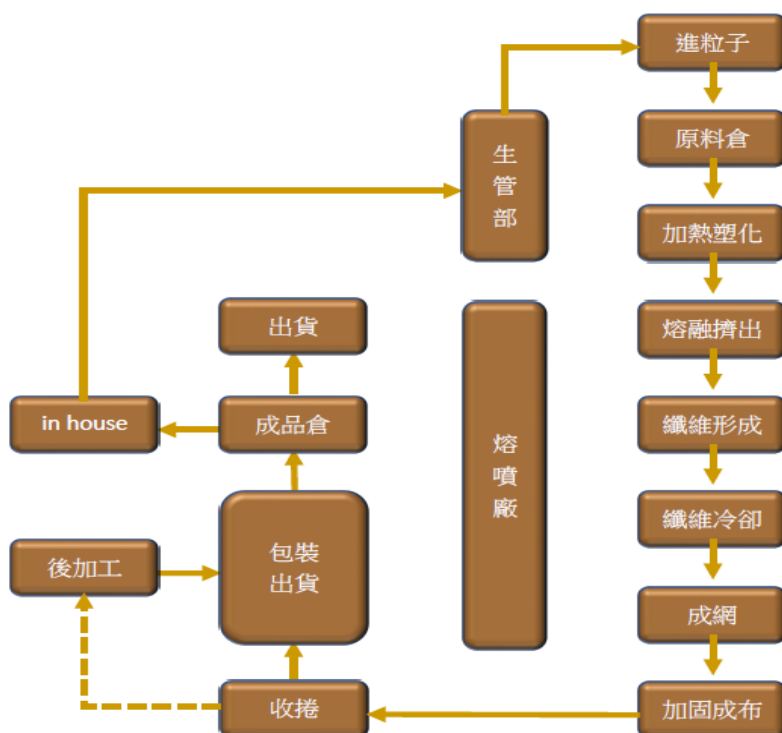 進粒子
原料倉
加熱塑化
熔融擠出
纖維形成
纖維冷卻
成網
加固成布
生
管
部
熔
噴
廠
出貨
in house
成品倉
後加工
包裝
出貨
收捲